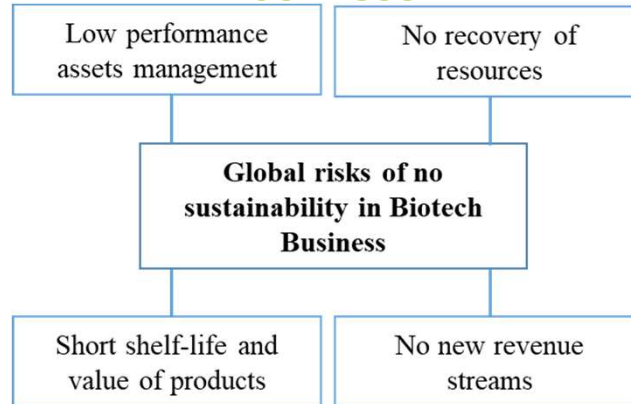 Low performance
assets management
No recovery of
resources
Global risks of no
sustainability in Biotech
Business
Short shelf-life and
value of products
No new revenue
streams